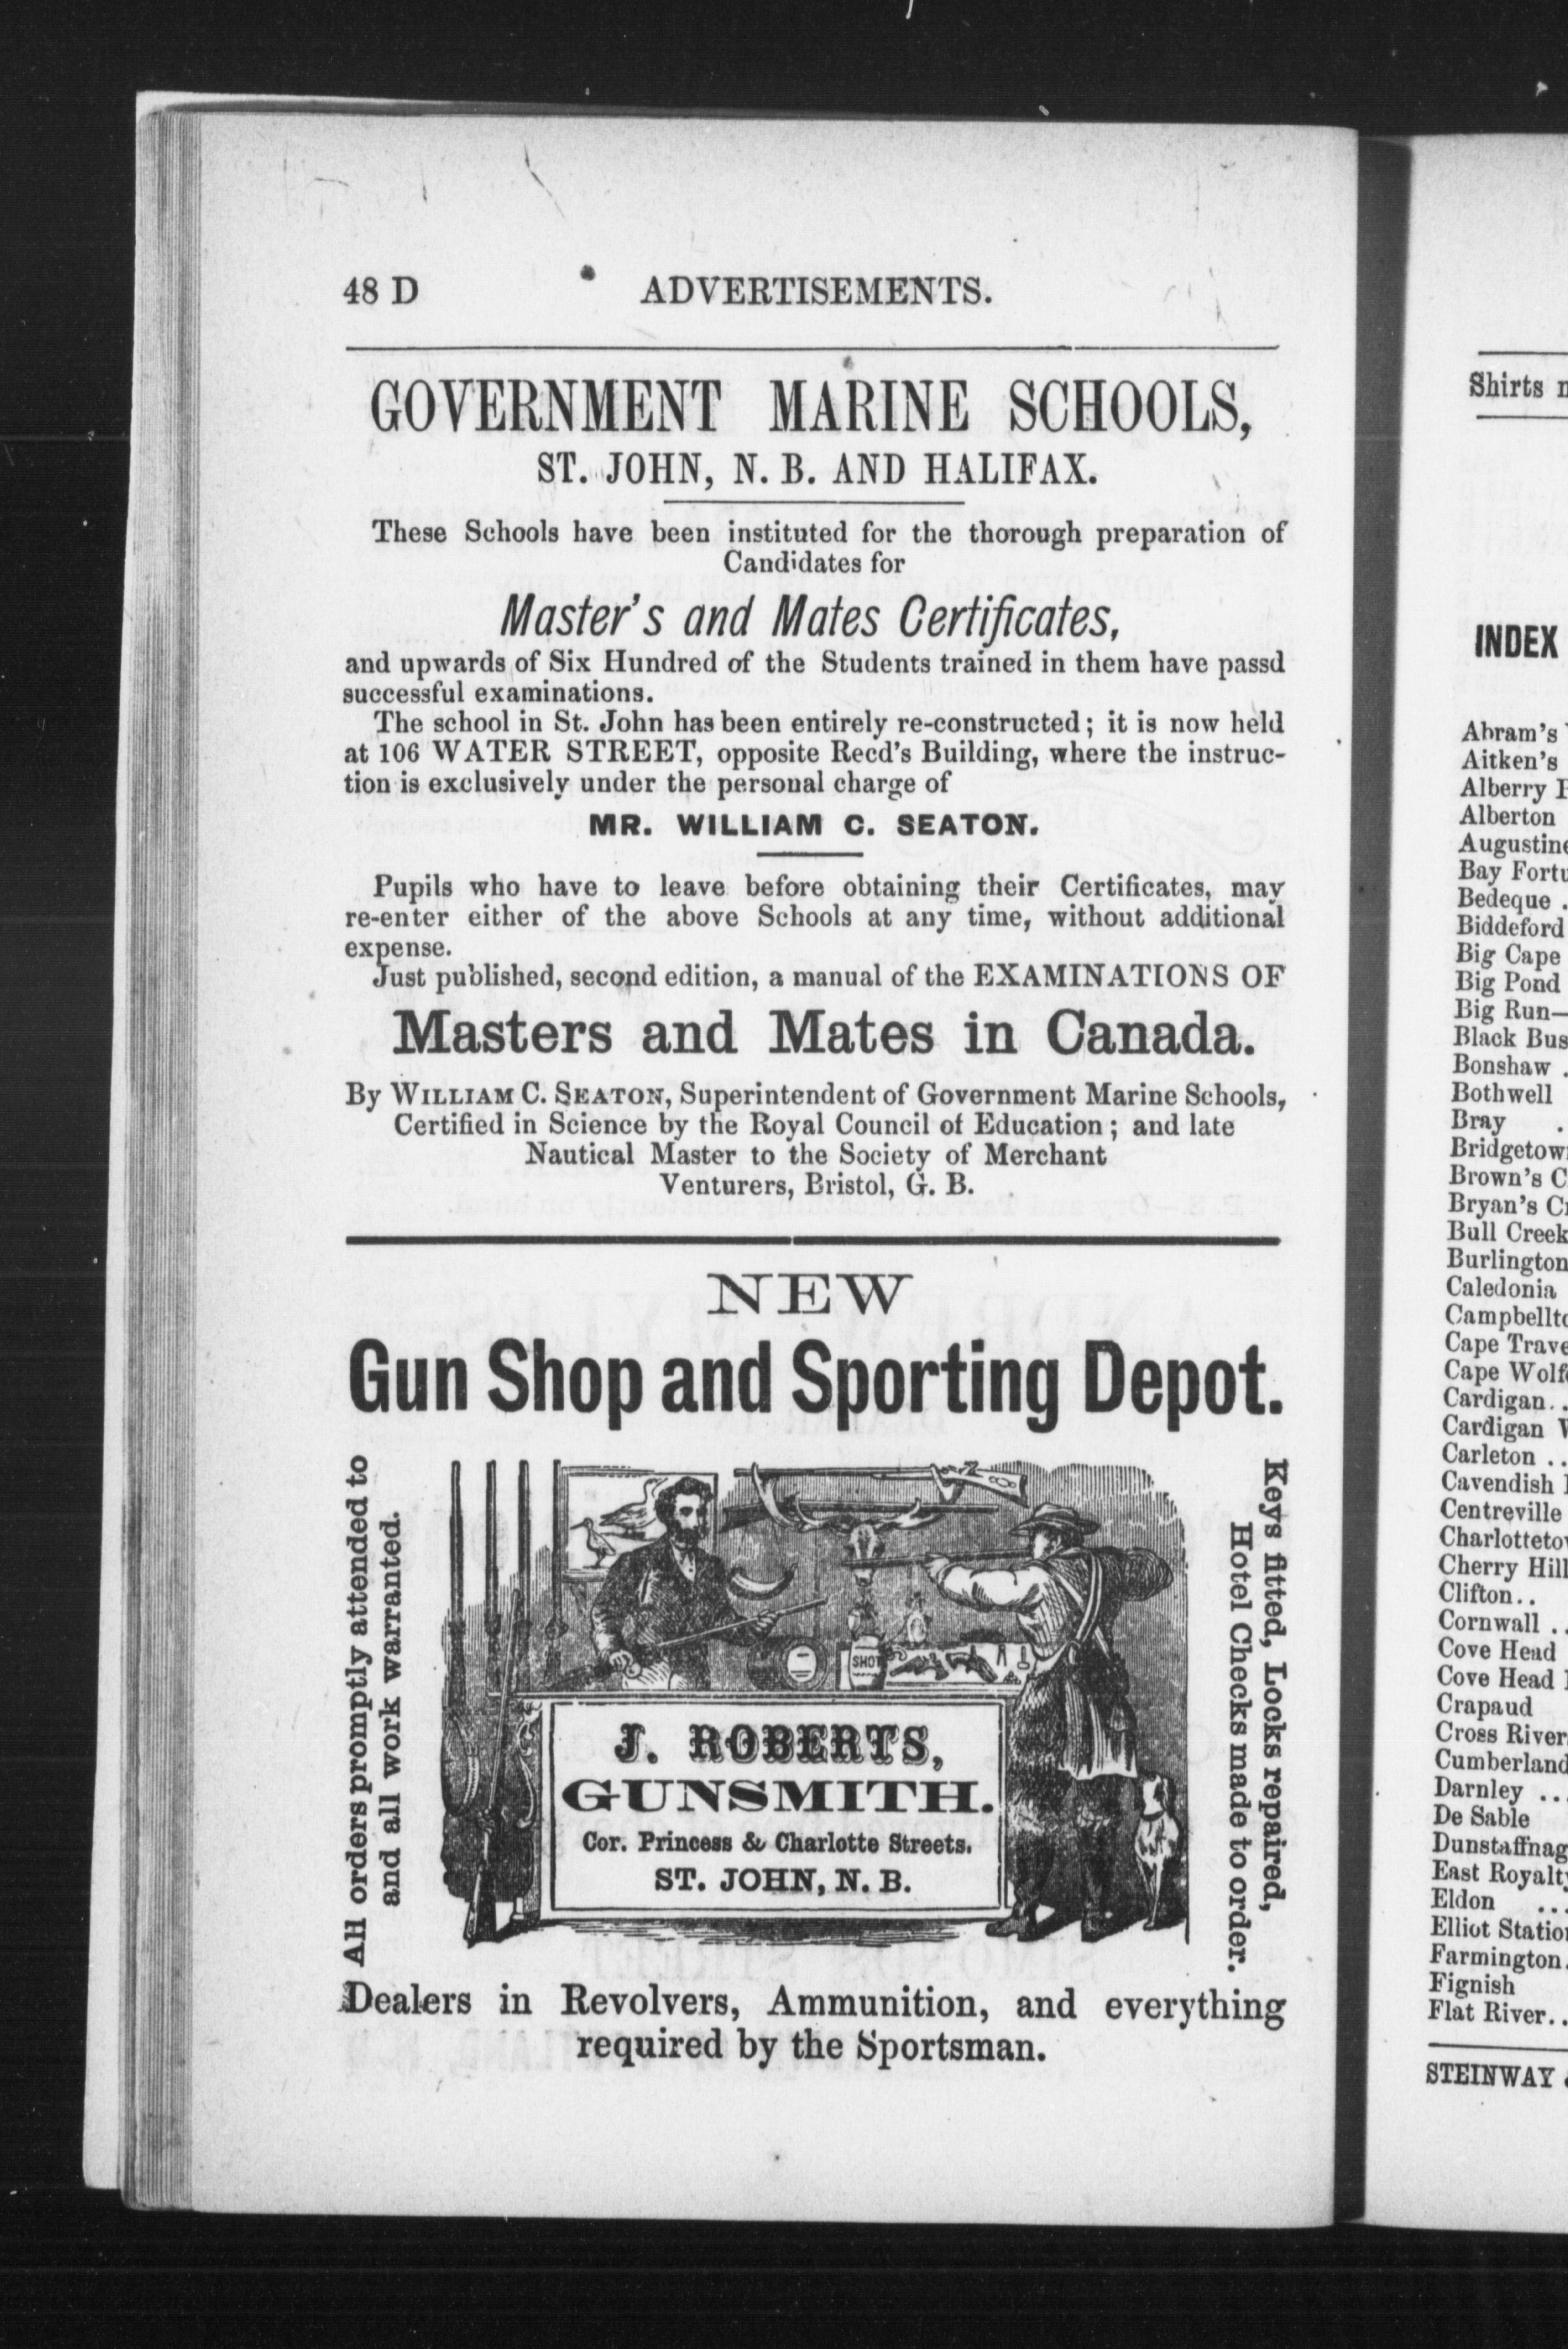 48 D ADVERTISEMENTS.
GOVERNMENT MARINE SCHOOLS,
ST. JOHN, N. B. AND HALIFAX.
These Schools have been instituted for the thorough preparation of
Candidates for
Master's and Mates Certificates,
and upwards of Six Hundred of the Students trained in them have passd
successful examinations.
The school in St. John has been entirely re-constructed; it is now held
at 106 WATER STREET, opposite Recd's Building, where the instruc-
tion is exclusively under the personal charge of
MR. WILLIAM C. SEATON.
Pupils who have to leave before obtaining their Certificates, may
re-enter either of the above Schools at any time, without additional
expense.
Just published, second edition, a manual of the EXAMINATIONS OF
Masters and Mates in Canada.
By WILLIAM C. SEATON, Superintendent of Government Marine Schools,
Certified in Science by the Royal Council of Education; and late
Nautical Master to the Society of Merchant
Venturers, Bristol, G. B.
NEW
Gun Shop and Sporting Depot.
All orders promptly attended to
and all work warranted.
SHOT
J. ROBERTS,
GUNSMITH.
Cor. Princess & Charlotte Streets.
ST. JOHN, N. B.
Keys fitted, Locks repaired,
Hotel Checks made to order.
Dealers in Revolvers, Ammunition, and everything
required by the Sportsman.
Shirts
INDEX
Abram's
Aitken's
Alberry
Alberton
Augustine
Bay
Bedeque .
Biddeford
Big Cape
Big Pond
Big Run—
Black
Bonshaw .
Bothwell
Bray .
Brown's
Bryan's
Bull Creek
Burlington
Caledonia
Cape
Cape
Cardigan..
Cardigan
Carleton ..
Cavendish
Centreville
Cherry Hill
Clifton..
Cornwall ..
Cove Head
Cove Head
Crapaud
Cross River
Cumberland
Darnley ...
De Sable
East
Eldon ...
Elliot
Farmington.
Fignish
Flat River..
STEINWAY